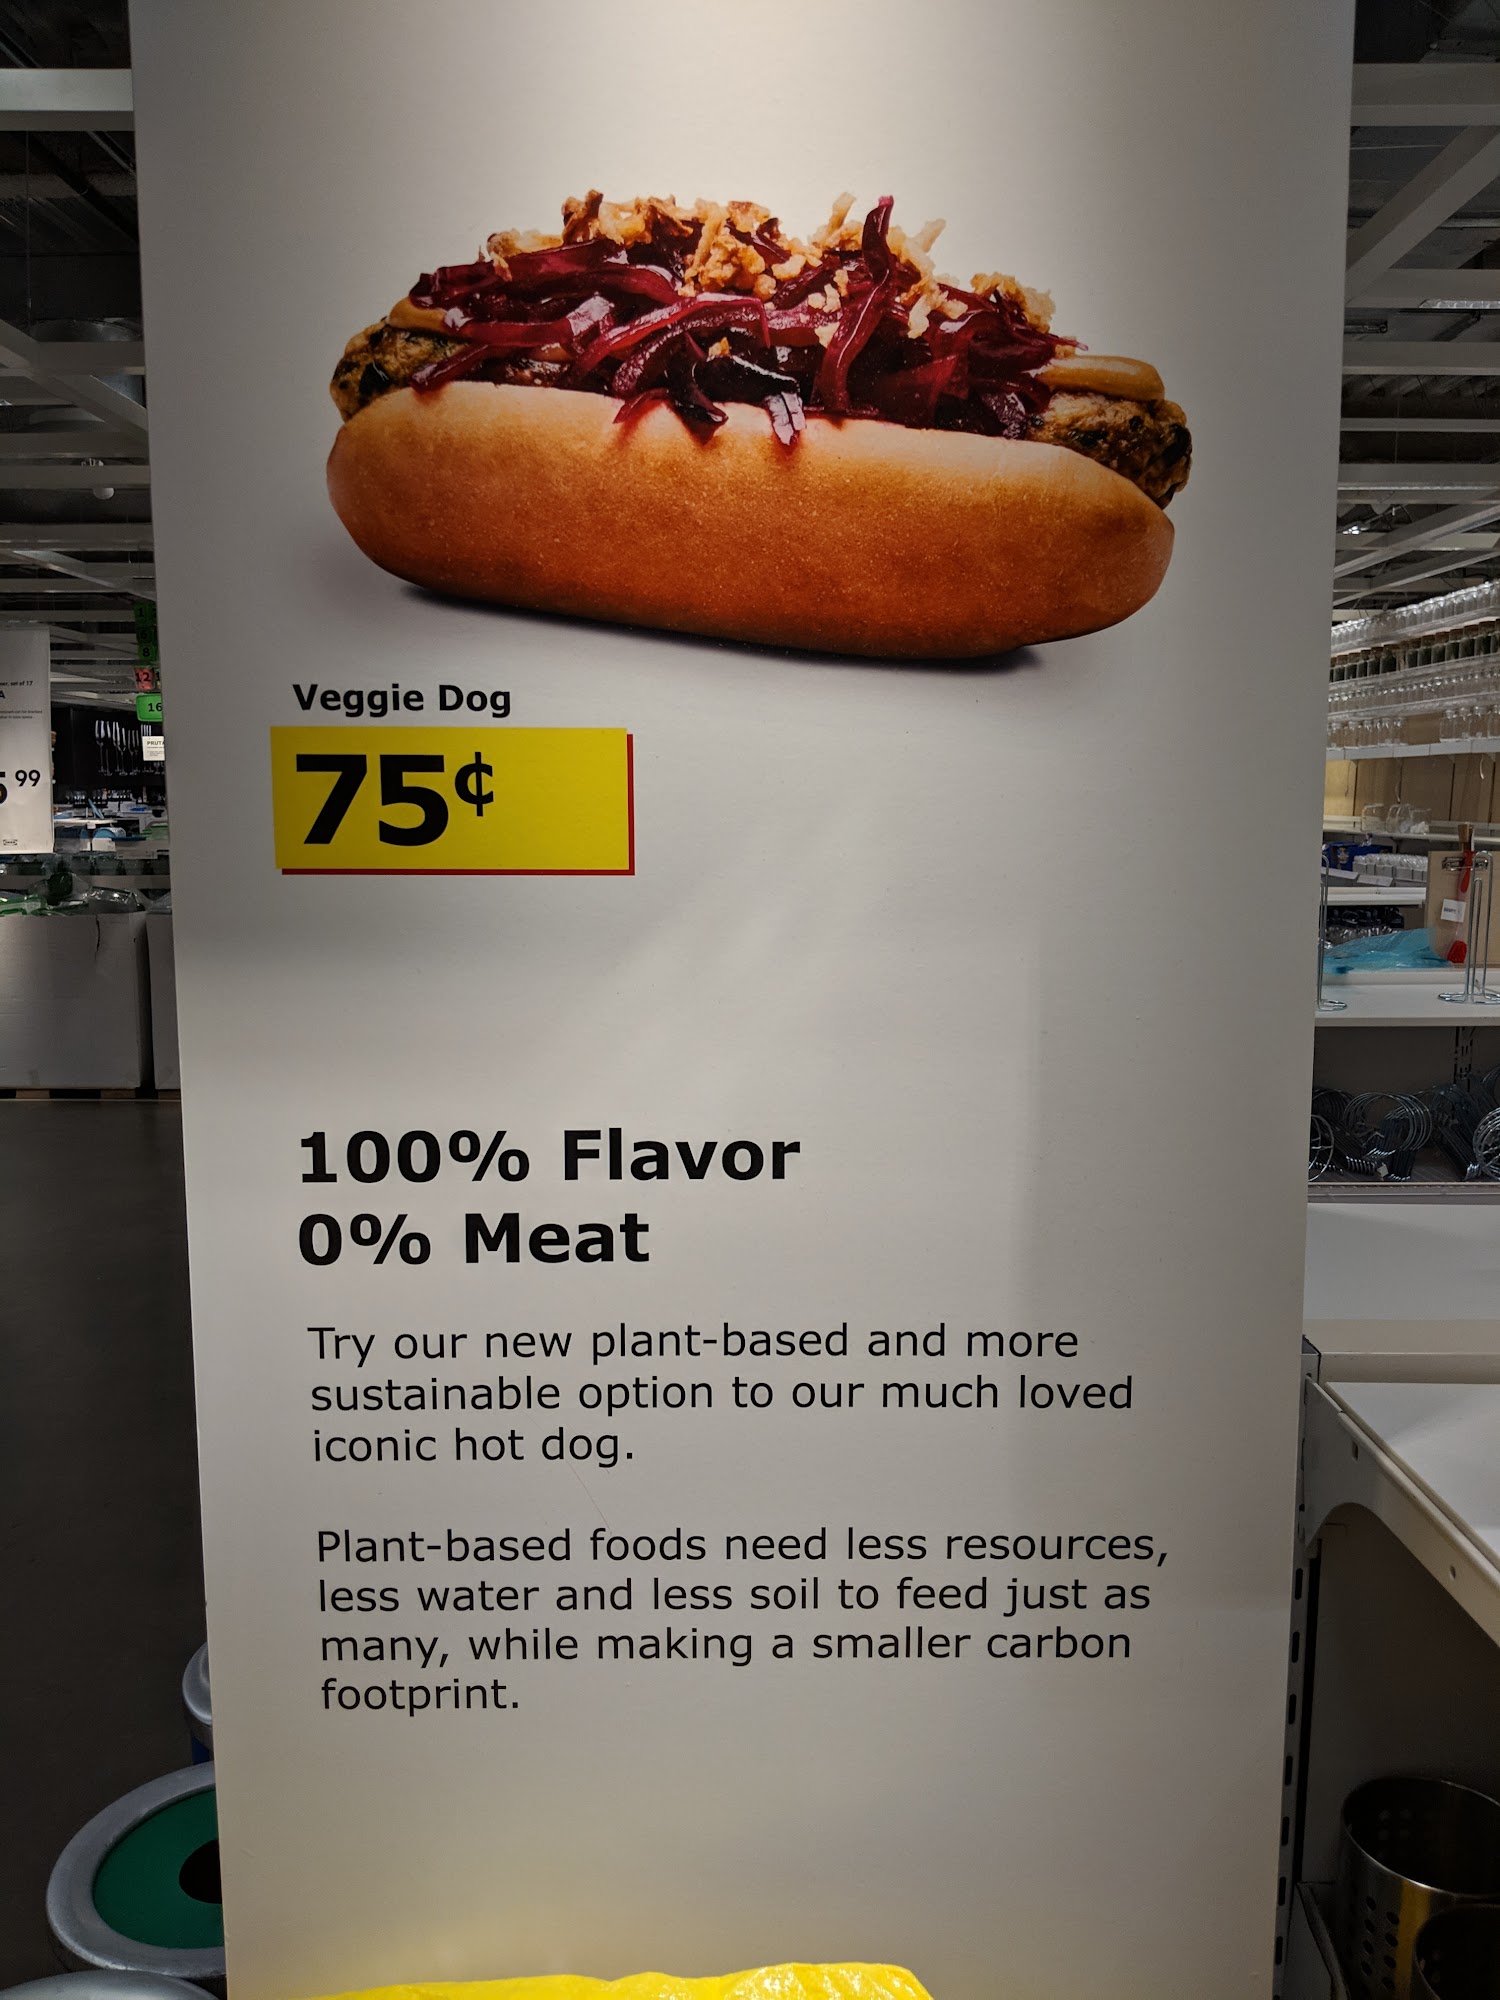 Veggie Dog
75¢
100% Flavor
0% Meat
Try our new plant-based and more
sustainable option to our much loved
iconic hot dog.
Plant-based foods need less resources,
less water and less soil to feed just as
many, while making a smaller carbon
footprint.
99
16